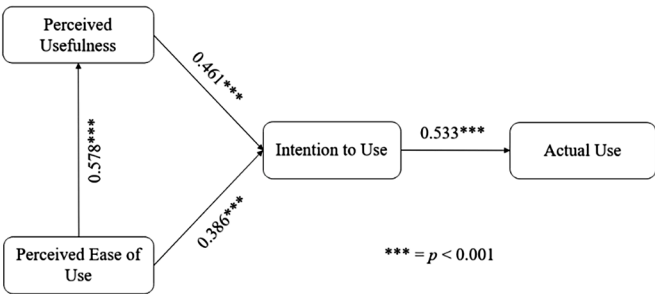 Perceived
Usefulness
0.461***
0.578***
Intention to Use
0.533***
Actual Use
0.386***
Perceived Ease of
Use
*** = p < 0.001